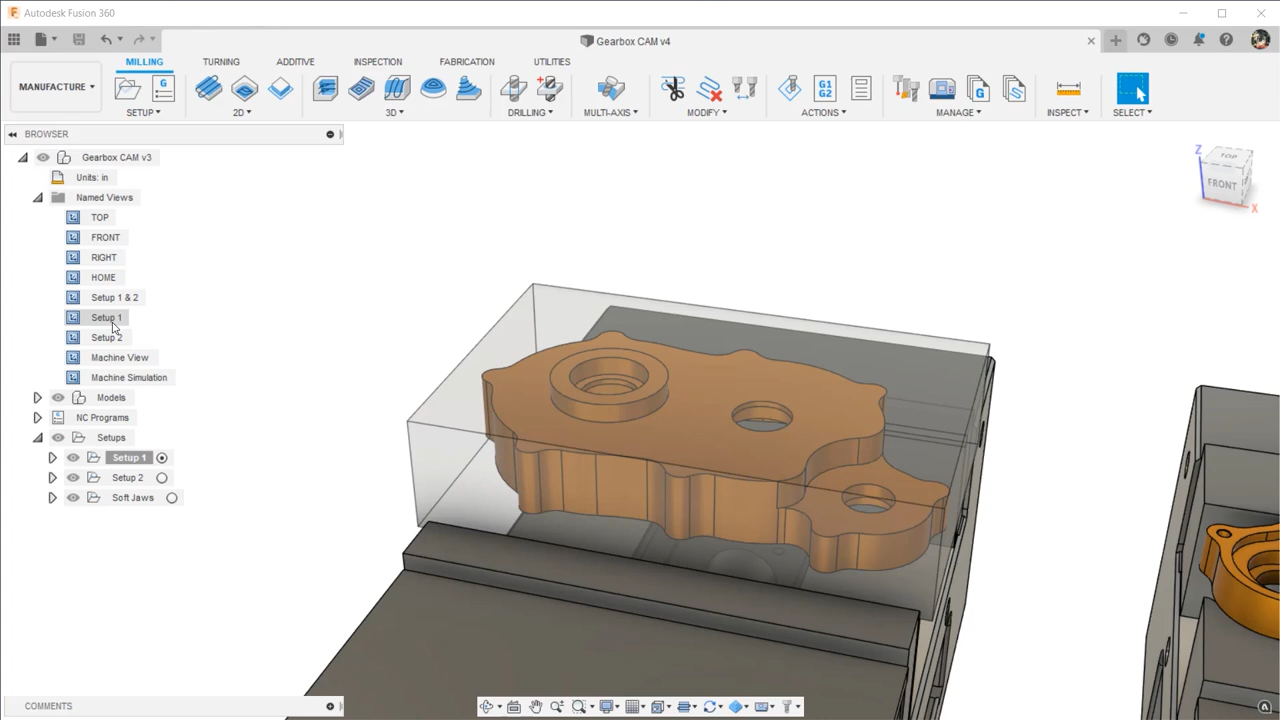 Autodesk Fusion 360
Gearbox CAM v4
MILLING TURNING ADDITIVE INSPECTION FABRICATION UTILITIES
MANUFACTURE
G
G1
G2
G
SETUP 2D 3D DRILLING MULTI-AXIS MODIFY ACTIONS MANAGE INSPECT SELECT
BROWSER
Gearbox CAM v3
Units: in
Named Views
TOP
FRONT
RIGHT
HOME
Setup 1 & 2
Setup 1
Setup 2
Machine View
Machine Simulation
Models
NC Programs
Setups
Setup 1
Setup 2
Soft Jaws
Z
TOP
FRONT
X
COMMENTS